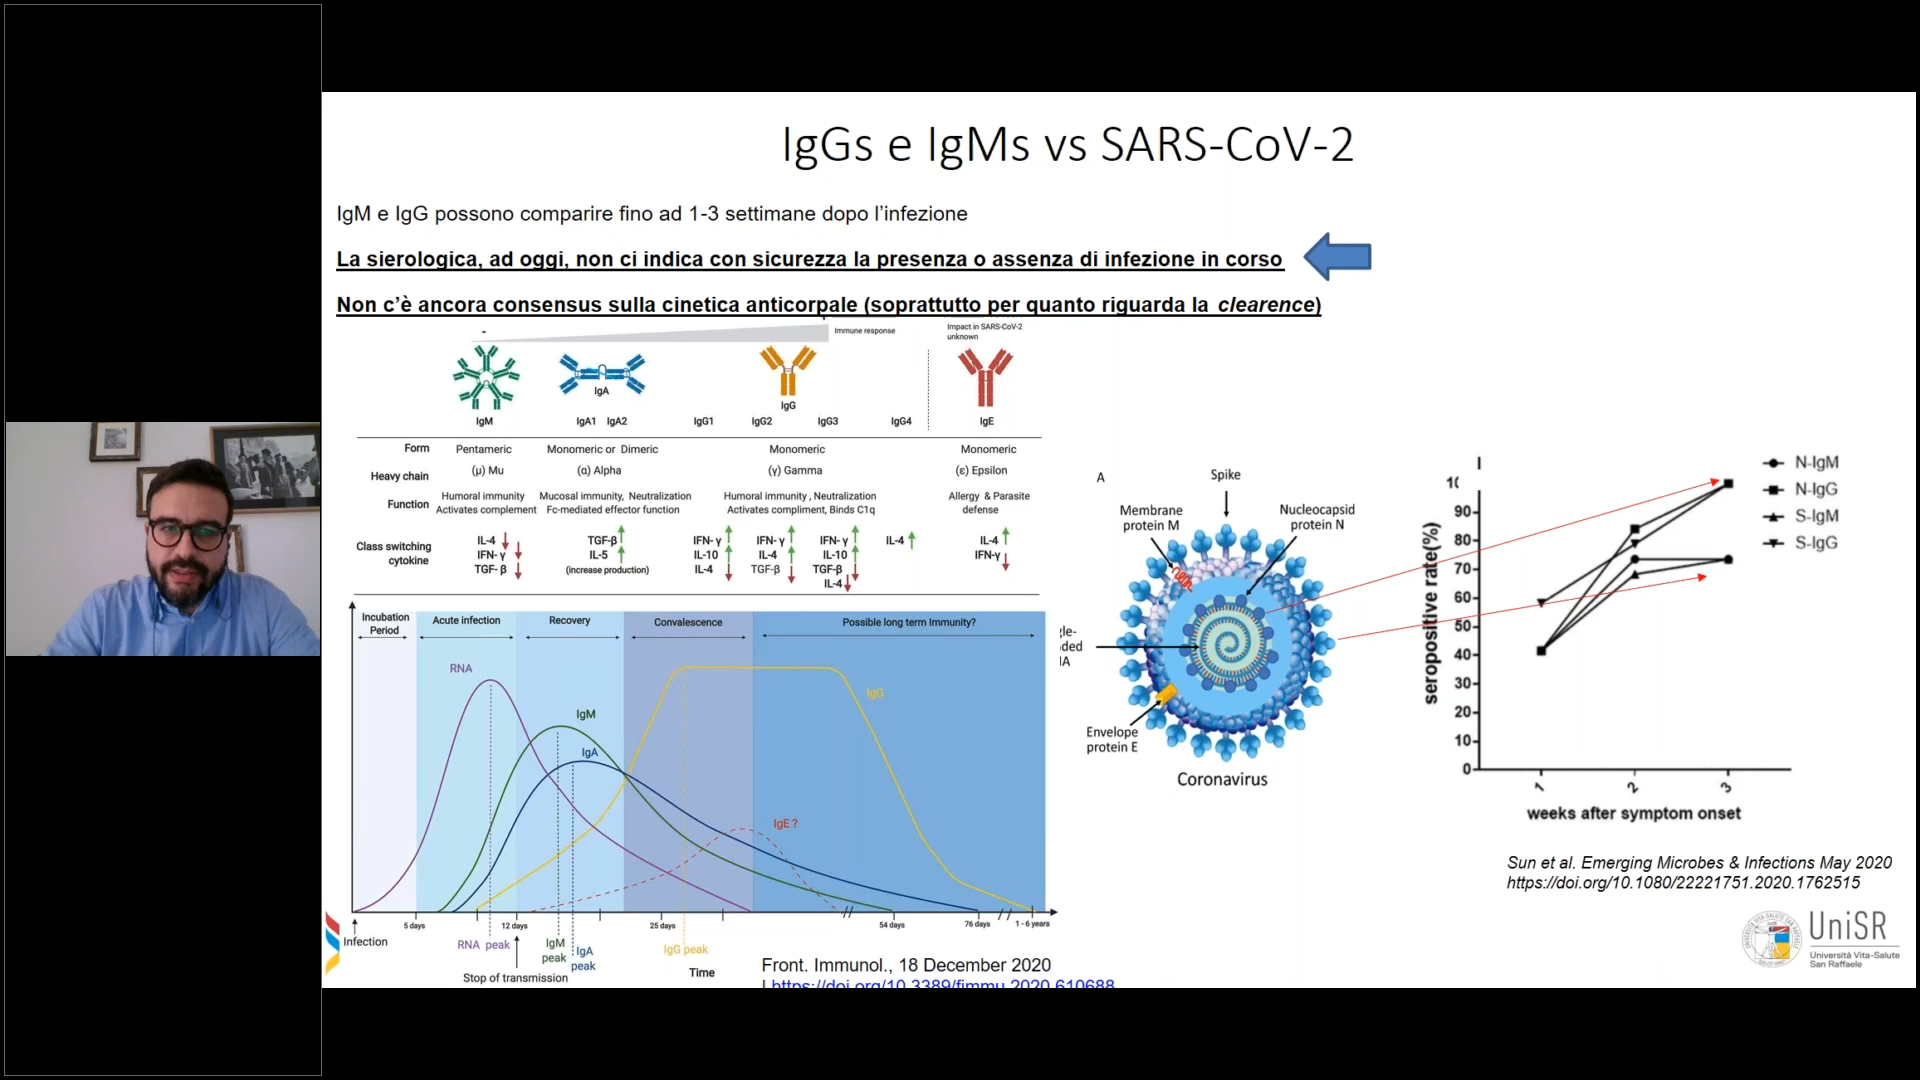 IgGs e IgMs vs SARS-CoV-2
IgM e IgG possono comparire fino ad 1-3 settimane dopo l'infezione
La sierologica, ad oggi, non ci indica con sicurezza la presenza o assenza di infezione in corso
Non c'è ancora consensus sulla cinetica anticorpale (soprattutto per quanto riguarda la clearence)
-
Immune response
Impact in SARS-CoV-2
unknown
IgA
IgG
IgM
IgA1 IgA2
IgG1
IgG2
IgG3
IgG4
IgE
Form
Pentameric
Monomeric or Dimeric
Monomeric
Monomeric
Heavy chain
(μ) Mu
(α) Alpha
(γ) Gamma
(ε) Epsilon
Function
Humoral immunity
Activates complement
Mucosal immunity, Neutralization
Fc-mediated effector function
Humoral immunity , Neutralization
Activates compliment, Binds C1q
Allergy & Parasite
defense
Class switching
cytokine
IL-4
IFN- γ
TGF- β
TGF-β
IL-5
(increase production)
IFN- γ
IL-10
IL-4
IFN- γ
IL-4
TGF-β
IFN- γ
IL-10
TGF-β
IL-4
IL-4
IL-4
IFN-γ
Incubation
Period
Acute infection
Recovery
Convalescence
Possible long term Immunity?
RNA
IgM
IgA
IgG
IgE ?
5 days
12 days
25 days
54 days
76 days
1 - 6 years
Infection
RNA peak
IgM
peak
IgA
peak
IgG peak
Stop of transmission
Time
Front. Immunol., 18 December 2020
https://doi.org/10.3389/fimmu.2020.610688
A
Spike
Membrane
protein M
Nucleocapsid
protein N
gle-
nded
IA
Envelope
protein E
Coronavirus
N-IgM
N-IgG
S-IgM
S-IgG
seropositive rate(%)
90
80
70
60
50
40
30
20
10
0
1
2
3
weeks after symptom onset
Sun et al. Emerging Microbes & Infections May 2020
https://doi.org/10.1080/22221751.2020.1762515
UniSR
Università Vita-Salute
San Raffaele